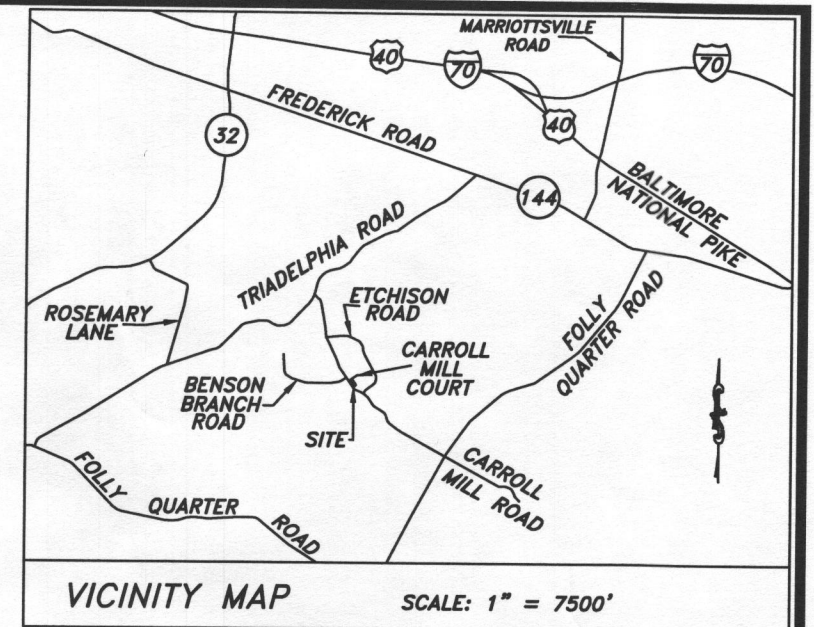 MARRIOTTSVILLE
ROAD
40
70
70
40
FREDERICK ROAD
32
BALTIMORE
NATIONAL PIKE
144
TRIADELPHIA ROAD
ROSEMARY
LANE
ETCHISON
ROAD
FOLLY
QUARTER ROAD
CARROLL
MILL
COURT
BENSON
BRANCH
ROAD
SITE
CARROLL
MILL ROAD
FOLLY QUARTER ROAD
VICINITY MAP
SCALE: 1" = 7500'